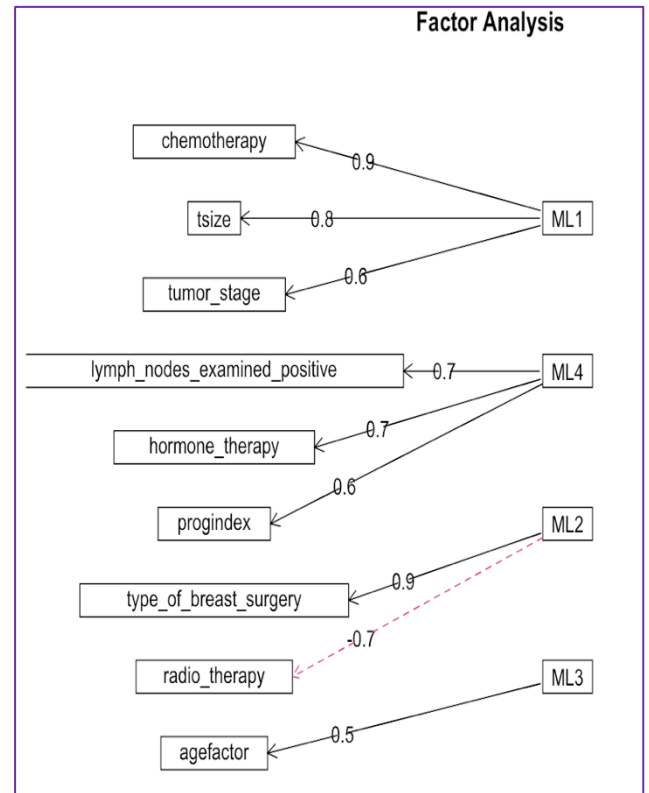 Factor Analysis
chemotherapy
0.9
tsize
0.8
ML1
tumor_stage
0.6
lymph_nodes_examined_positive
0.7
ML4
hormone_therapy
0.7
progindex
0.6
ML2
type_of_breast_surgery
0.9
radio_therapy
-0.7
ML3
agefactor
0.5